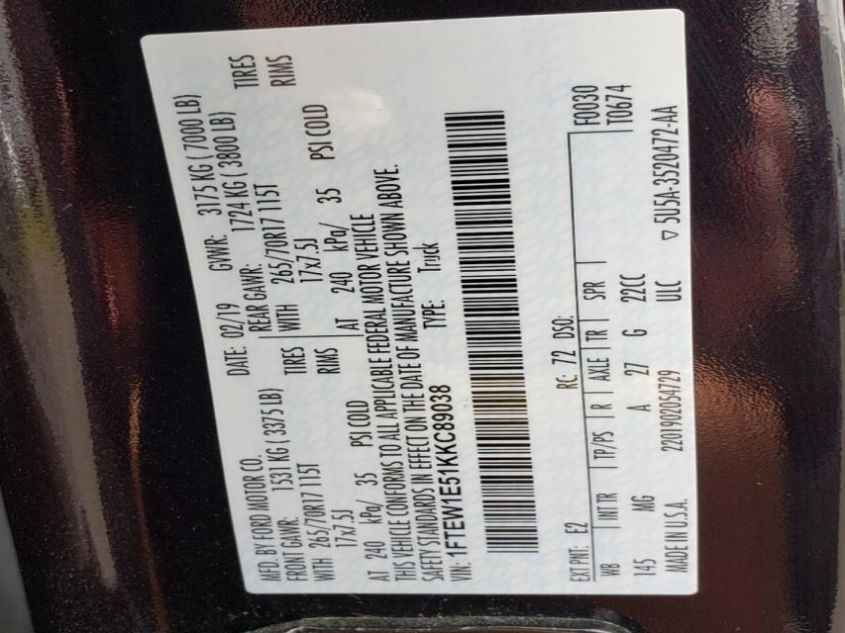 MFD. BY FORD MOTOR CO. DATE: 02/19 GVWR: 3175 KG ( 7000 LB)
FRONT GAWR: 1531 KG ( 3375 LB) REAR GAWR: 1724 KG ( 3800 LB)
WITH 265/70R17 115T TIRES WITH 265/70R17 115T TIRES
17x7.5J RIMS 17x7.5J RIMS
AT 240 kPa/ 35 PSI COLD AT 240 kPa/ 35 PSI COLD
THIS VEHICLE CONFORMS TO ALL APPLICABLE FEDERAL MOTOR VEHICLE
SAFETY STANDARDS IN EFFECT ON THE DATE OF MANUFACTURE SHOWN ABOVE.
VIN: 1FTEW1E51KKC89038 TYPE: Truck
F0030
EXT PNT: E2 RC: 72 DSO: T0674
WB INT TR TP/PS R AXLE TR SPR
145 MG A 27 G 22CC
2201902054729 ULC ▽ 5U5A-3520472-AA
MADE IN U.S.A.